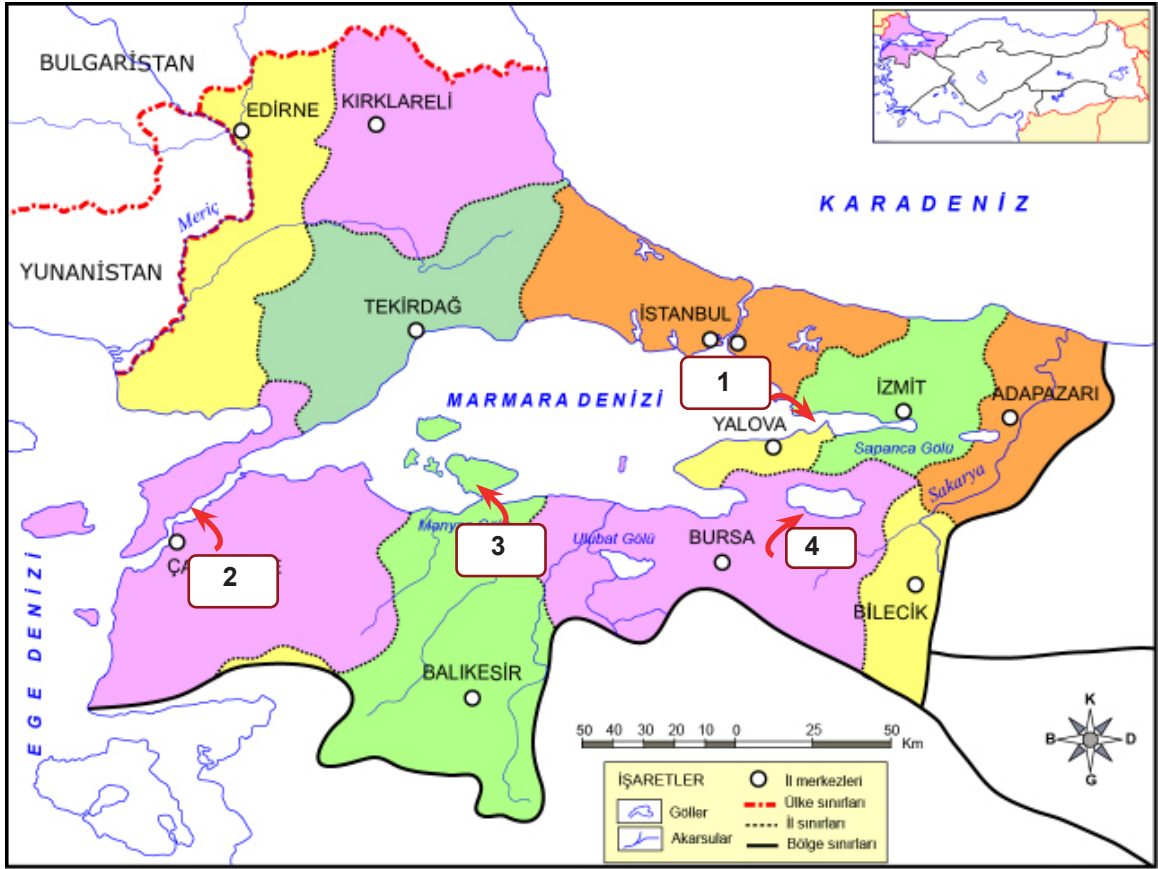 BULGARİSTAN
EDİRNE
KIRKLARELİ
KARADENİZ
Meriç
YUNANİSTAN
TEKİRDAĞ
İSTANBUL
1
MARMARA DENİZİ
İZMİT
ADAPAZARI
YALOVA
Sapanca Gölü
Sakarya
3
2
4
Ulubat Gölü
BURSA
BİLECİK
EGE DENİZİ
BALIKESİR
50 40 30 20 10 0 25 50
Km
K
B D
G
İŞARETLER
İl merkezleri
Göller
Ülke sınırları
İl sınırları
Akarsular
Bölge sınırları